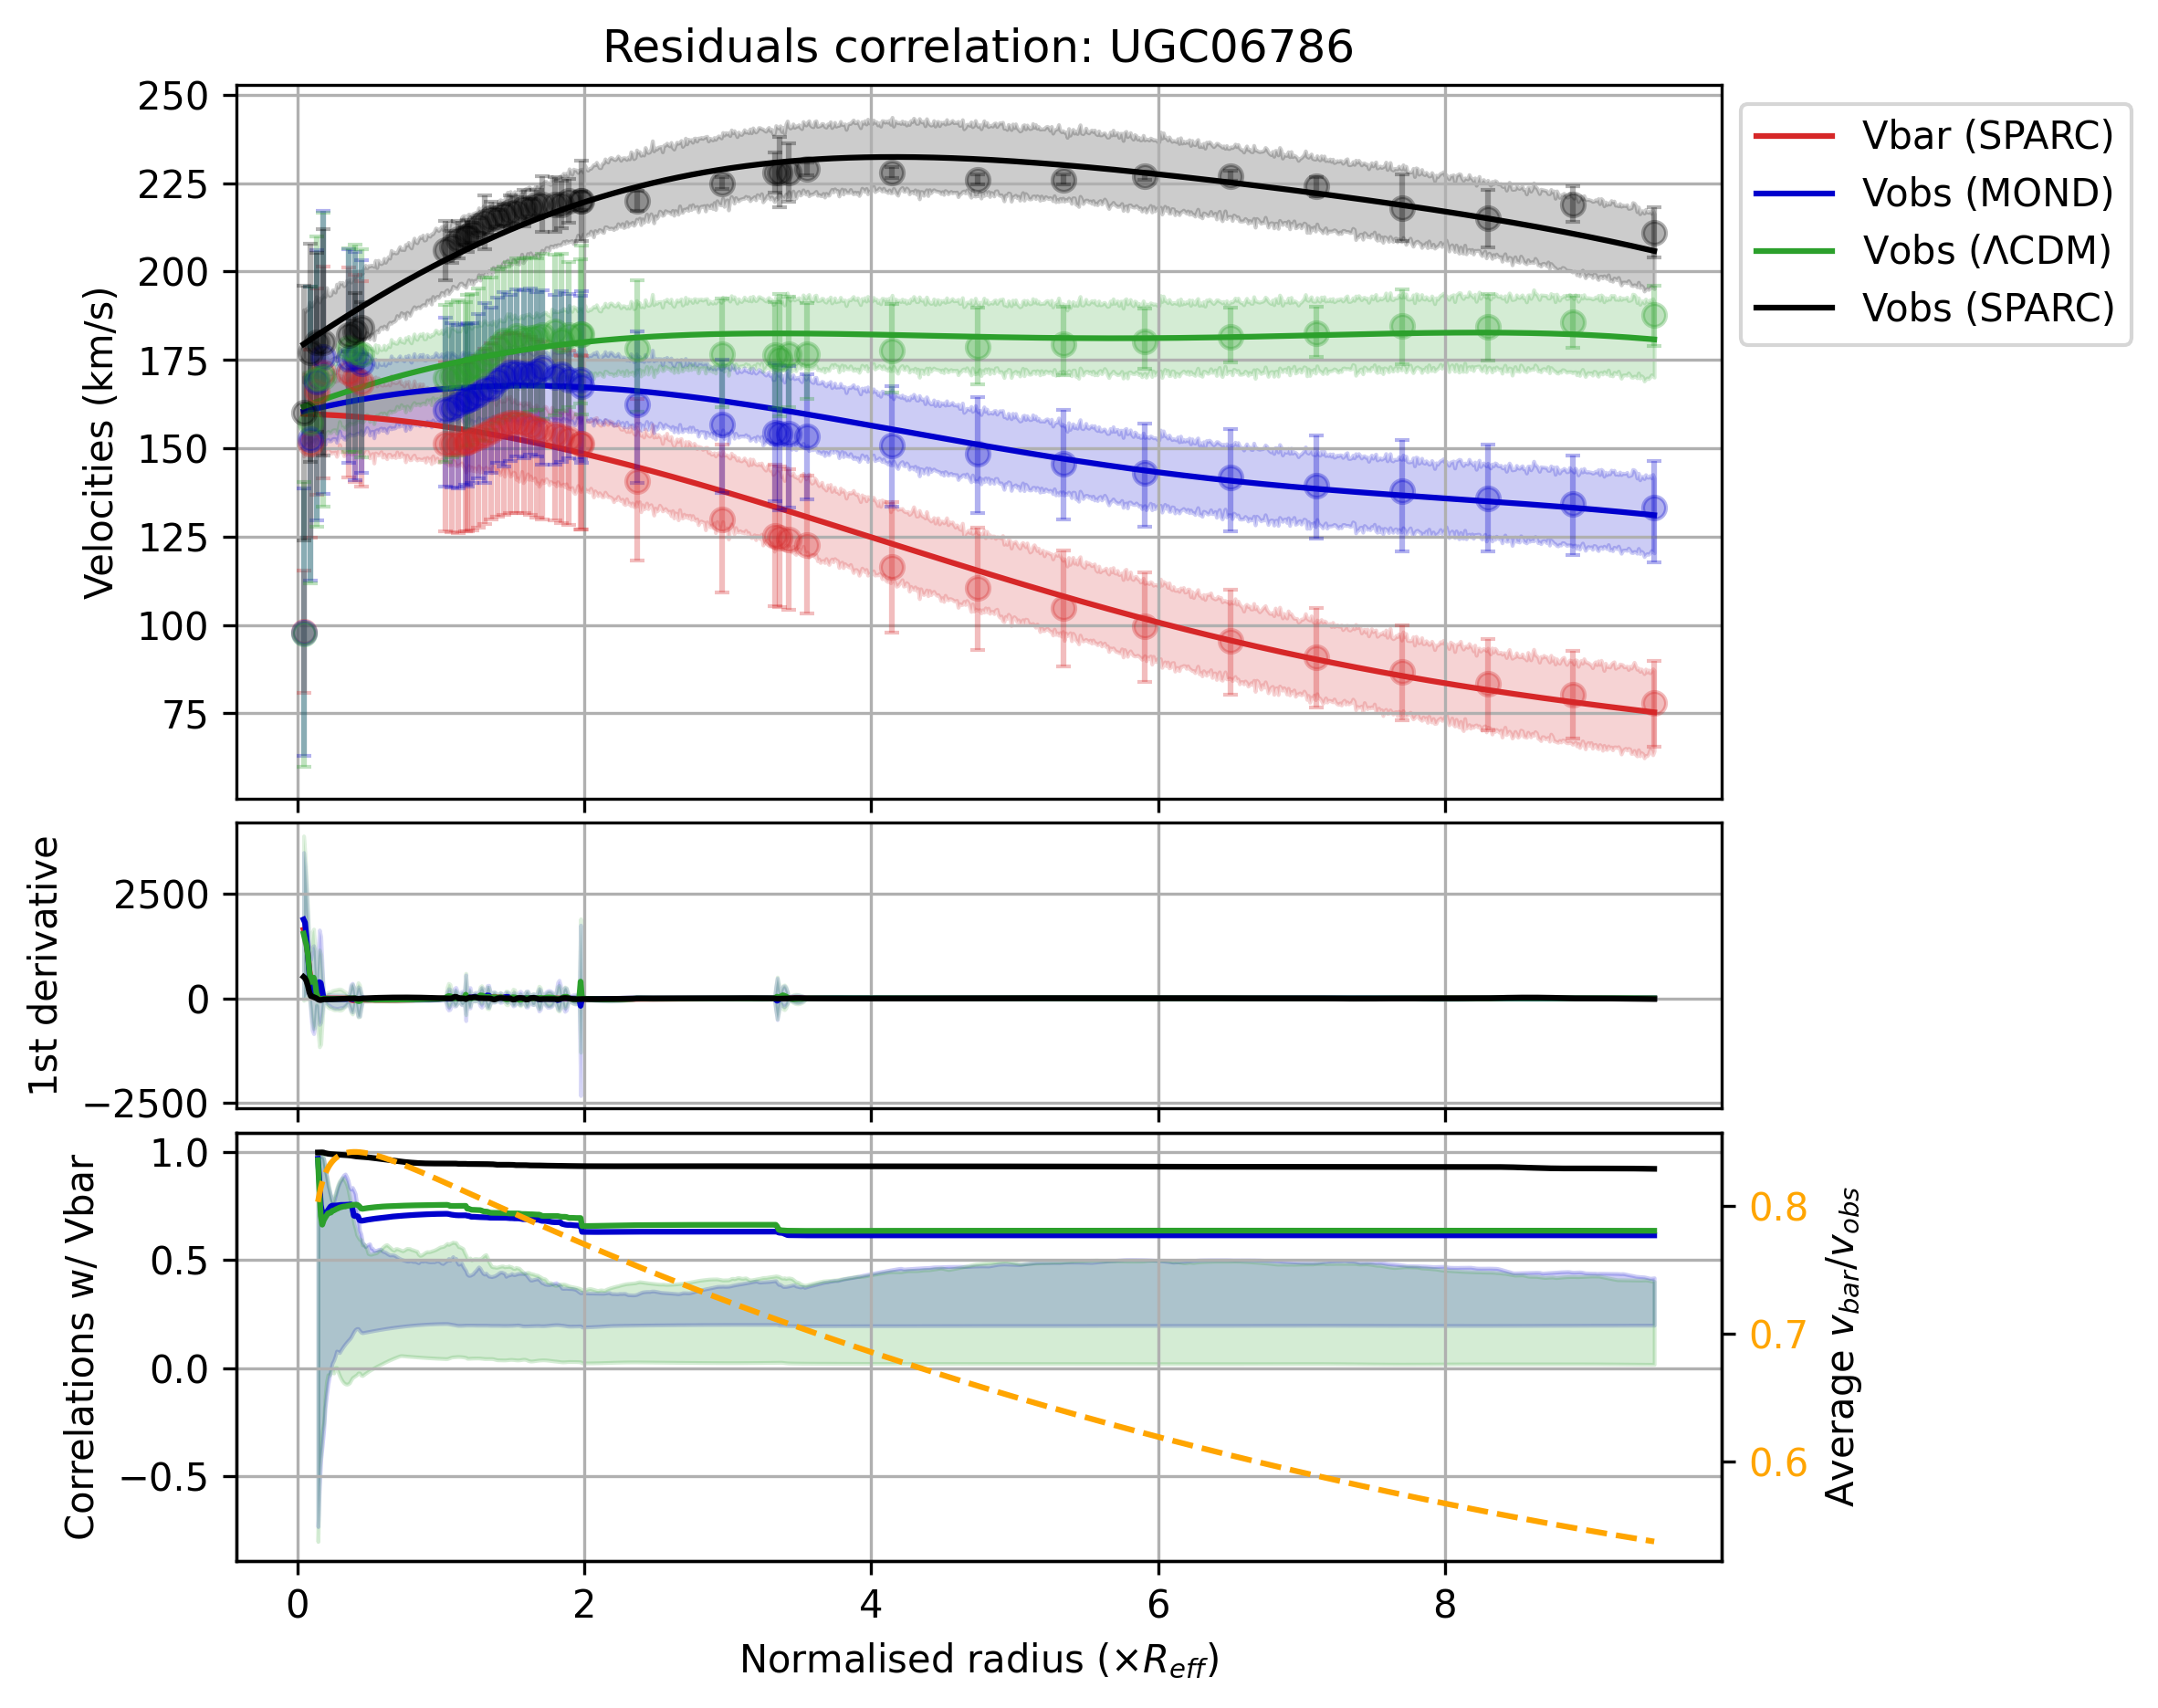 Residuals correlation: UGC06786
250
225
200
175
150
125
100
75
Velocities (km/s)
Vbar (SPARC)
Vobs (MOND)
Vobs (ΛCDM)
Vobs (SPARC)
2500
0
−2500
1st derivative
1.0
0.5
0.0
−0.5
Correlations w/ Vbar
0.8
0.7
0.6
Average v_bar/v_obs
0 2 4 6 8
Normalised radius (×R_eff)